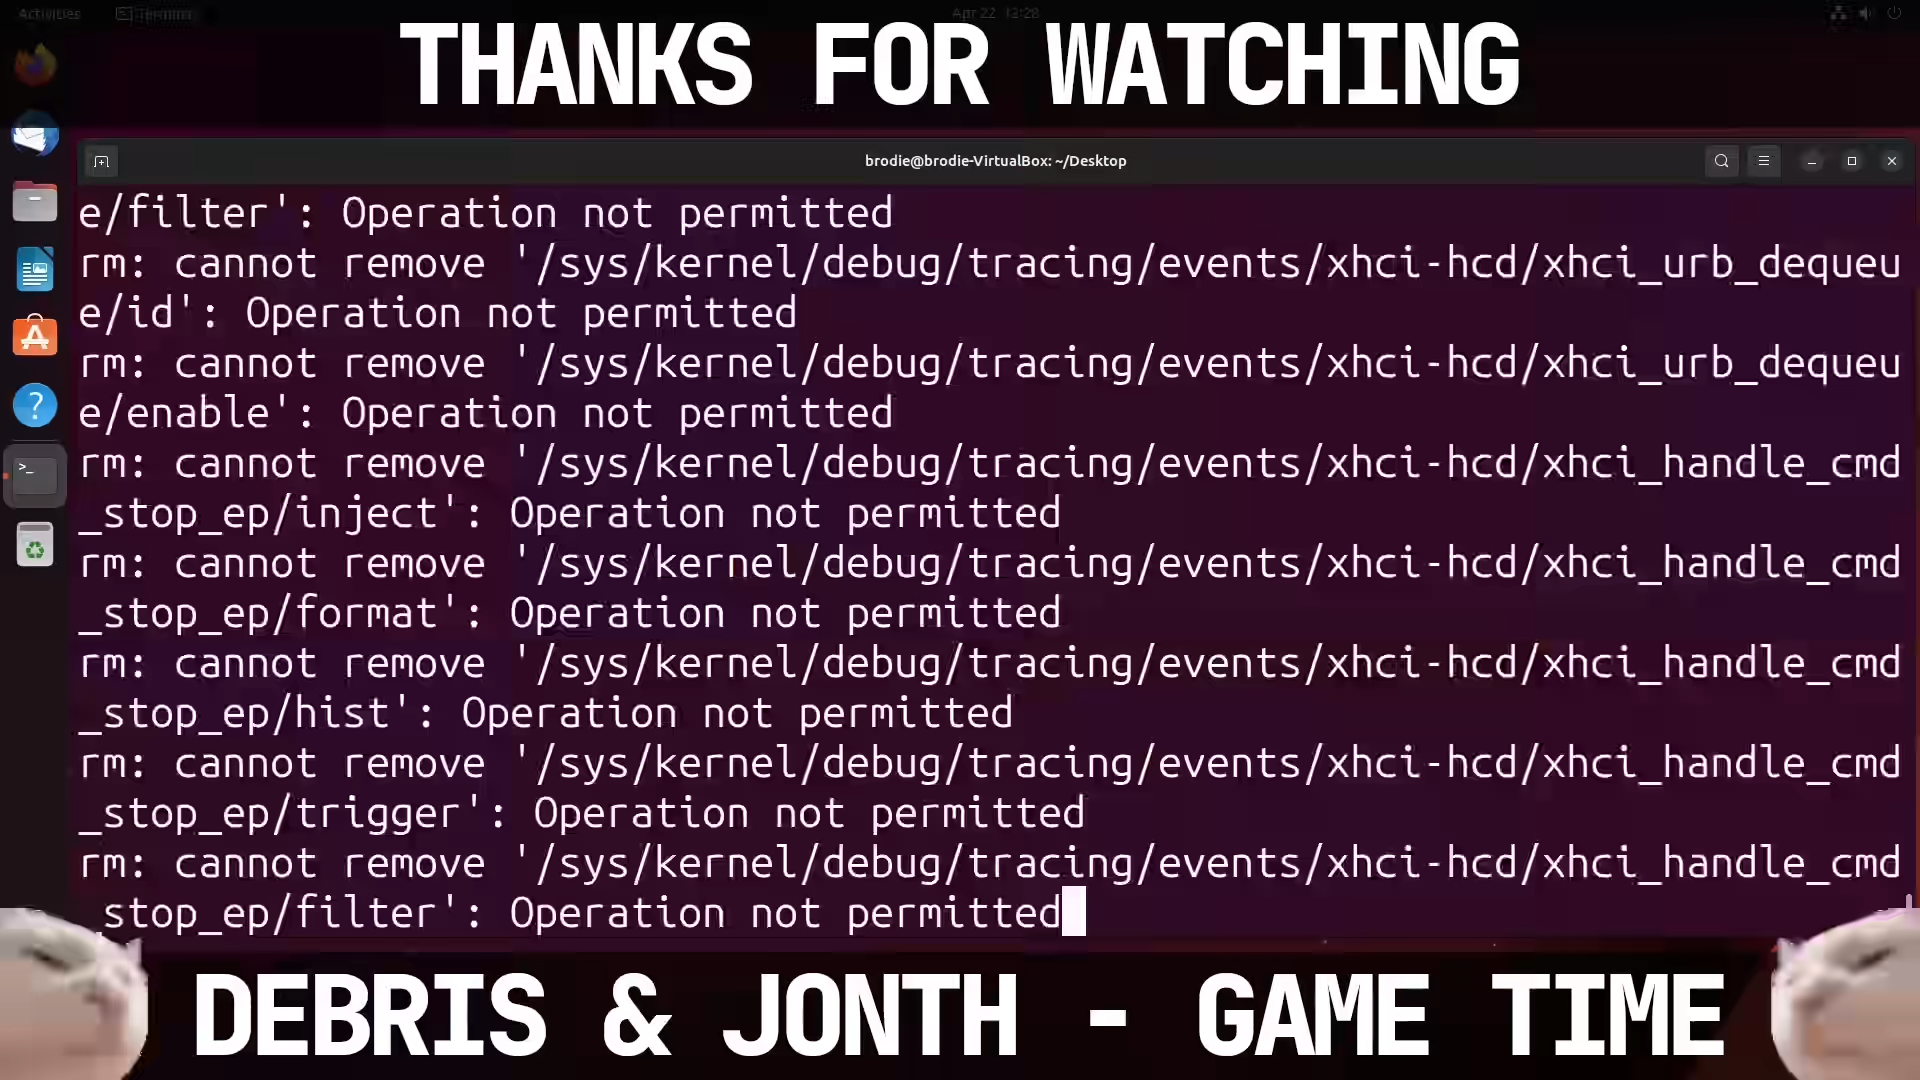 Activities Terminal Apr 22 13:28
THANKS FOR WATCHING
brodie@brodie-VirtualBox: ~/Desktop
e/filter': Operation not permitted
rm: cannot remove '/sys/kernel/debug/tracing/events/xhci-hcd/xhci_urb_dequeu
e/id': Operation not permitted
rm: cannot remove '/sys/kernel/debug/tracing/events/xhci-hcd/xhci_urb_dequeu
e/enable': Operation not permitted
rm: cannot remove '/sys/kernel/debug/tracing/events/xhci-hcd/xhci_handle_cmd
_stop_ep/inject': Operation not permitted
rm: cannot remove '/sys/kernel/debug/tracing/events/xhci-hcd/xhci_handle_cmd
_stop_ep/format': Operation not permitted
rm: cannot remove '/sys/kernel/debug/tracing/events/xhci-hcd/xhci_handle_cmd
_stop_ep/hist': Operation not permitted
rm: cannot remove '/sys/kernel/debug/tracing/events/xhci-hcd/xhci_handle_cmd
_stop_ep/trigger': Operation not permitted
rm: cannot remove '/sys/kernel/debug/tracing/events/xhci-hcd/xhci_handle_cmd
_stop_ep/filter': Operation not permitted
DEBRIS & JONTH - GAME TIME